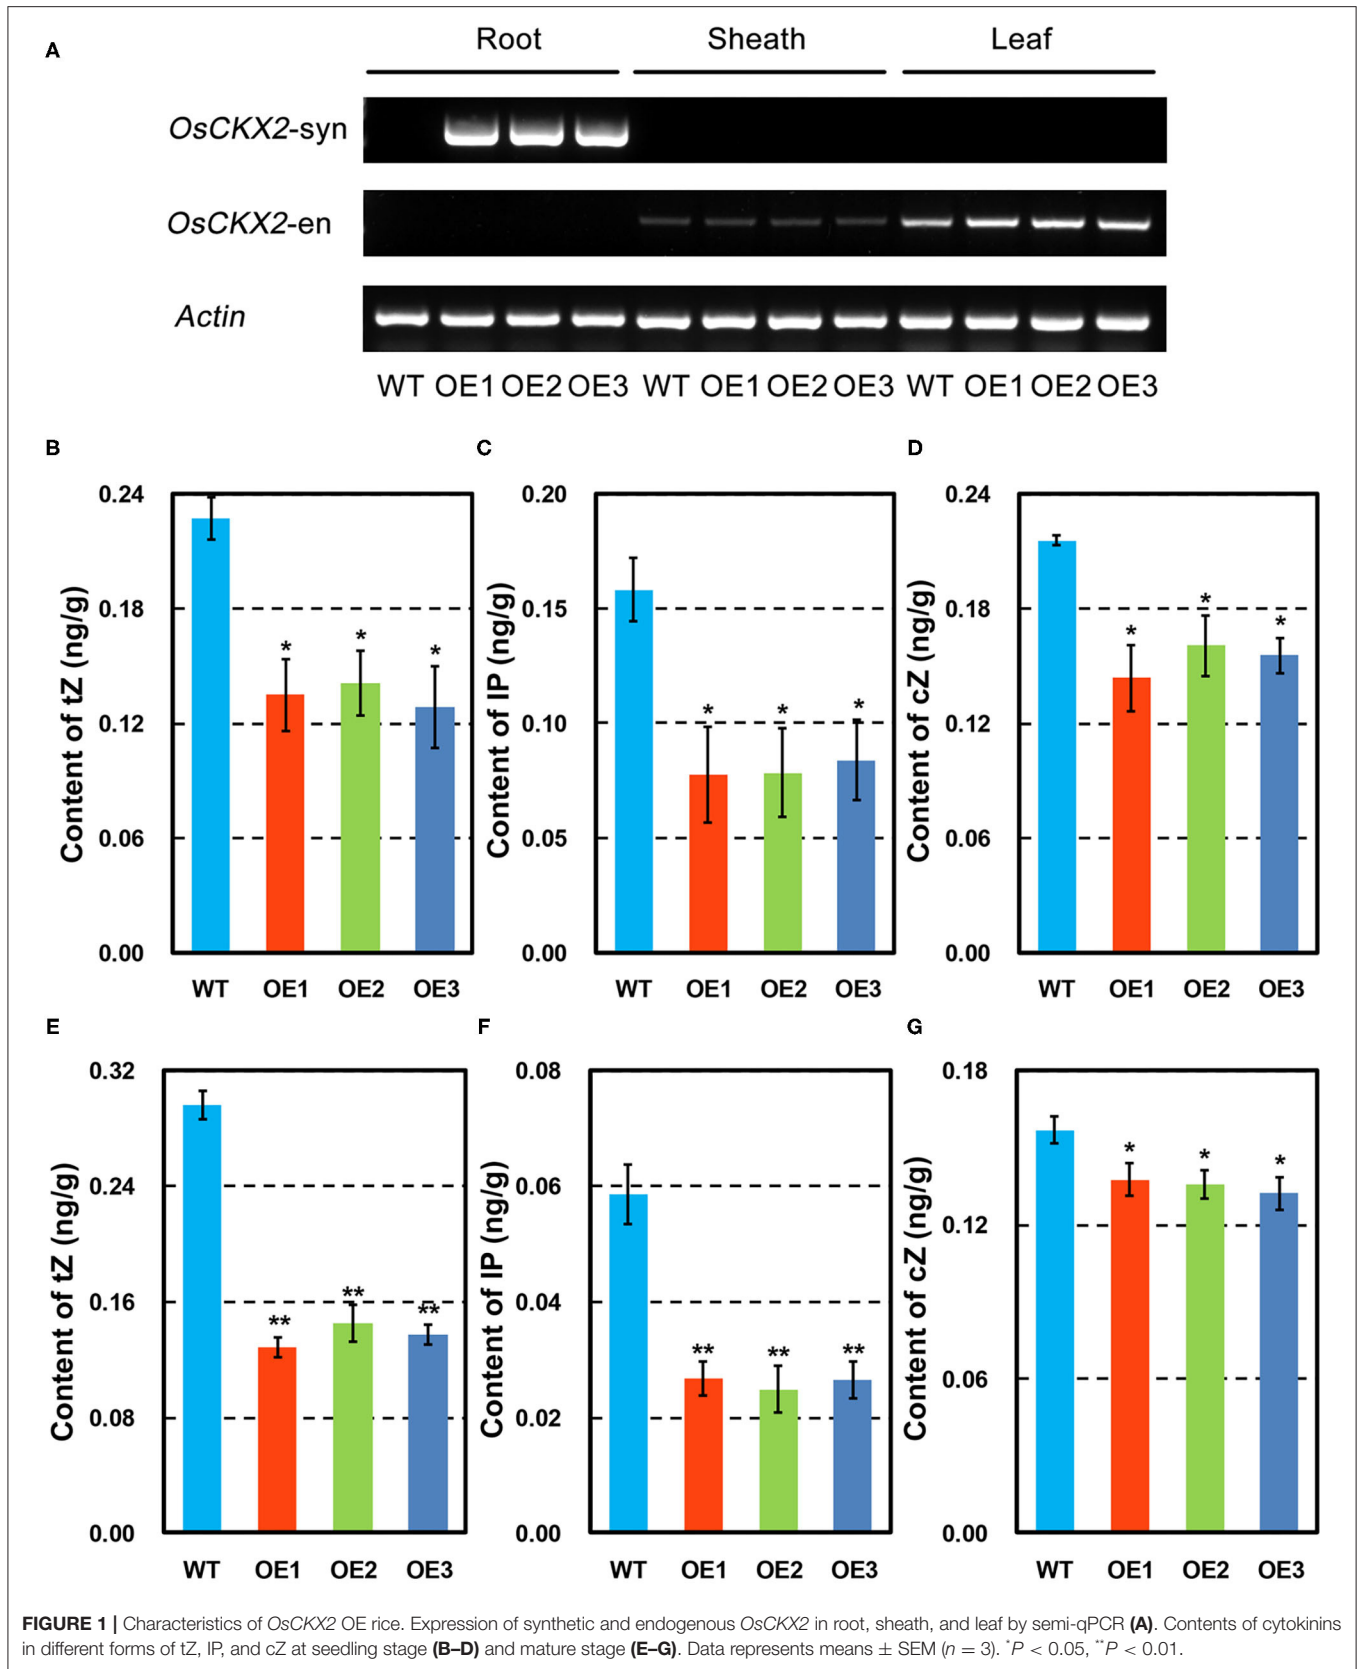 A
Root Sheath Leaf
OsCKX2-syn
OsCKX2-en
Actin
WT OE1 OE2 OE3 WT OE1 OE2 OE3 WT OE1 OE2 OE3
B
Content of tZ (ng/g)
0.24
0.18
0.12
0.06
0.00
* * *
WT OE1 OE2 OE3
C
Content of IP (ng/g)
0.20
0.15
0.10
0.05
0.00
* * *
WT OE1 OE2 OE3
D
Content of cZ (ng/g)
0.24
0.18
0.12
0.06
0.00
* * *
WT OE1 OE2 OE3
E
Content of tZ (ng/g)
0.32
0.24
0.16
0.08
0.00
** ** **
WT OE1 OE2 OE3
F
Content of IP (ng/g)
0.08
0.06
0.04
0.02
0.00
** ** **
WT OE1 OE2 OE3
G
Content of cZ (ng/g)
0.18
0.12
0.06
0.00
* * *
WT OE1 OE2 OE3
FIGURE 1 | Characteristics of OsCKX2 OE rice. Expression of synthetic and endogenous OsCKX2 in root, sheath, and leaf by semi-qPCR (A). Contents of cytokinins
in different forms of tZ, IP, and cZ at seedling stage (B–D) and mature stage (E–G). Data represents means ± SEM (n = 3). *P < 0.05, **P < 0.01.